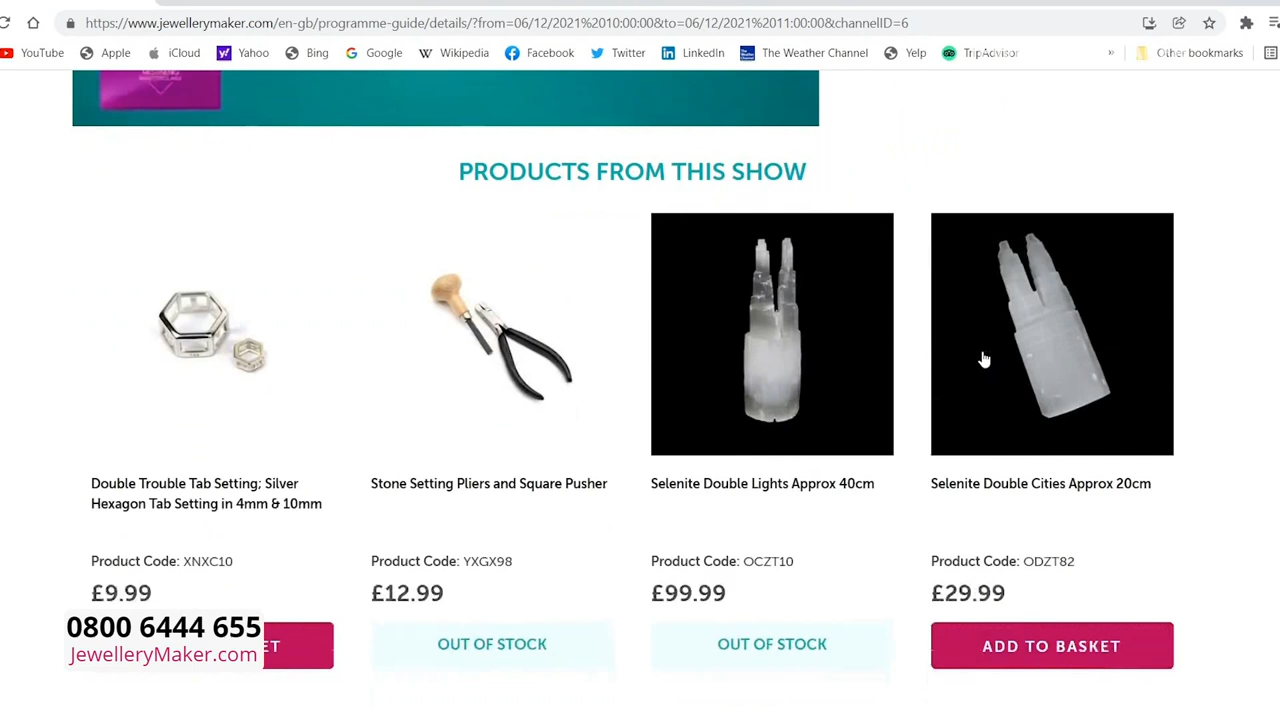 https://www.jewellerymaker.com/en-gb/programme-guide/details/?from=06/12/2021%2010:00:00&to=06/12/2021%2011:00:00&channelID=6
YouTube Apple iCloud Yahoo Bing Google Wikipedia Facebook Twitter LinkedIn The Weather Channel Yelp TripAdvisor » Other bookmarks
PRODUCTS FROM THIS SHOW
Double Trouble Tab Setting; Silver
Hexagon Tab Setting in 4mm & 10mm
Product Code: XNXC10
£9.99
Stone Setting Pliers and Square Pusher
Product Code: YXGX98
£12.99
OUT OF STOCK
Selenite Double Lights Approx 40cm
Product Code: OCZT10
£99.99
OUT OF STOCK
Selenite Double Cities Approx 20cm
Product Code: ODZT82
£29.99
ADD TO BASKET
0800 6444 655
JewelleryMaker.com